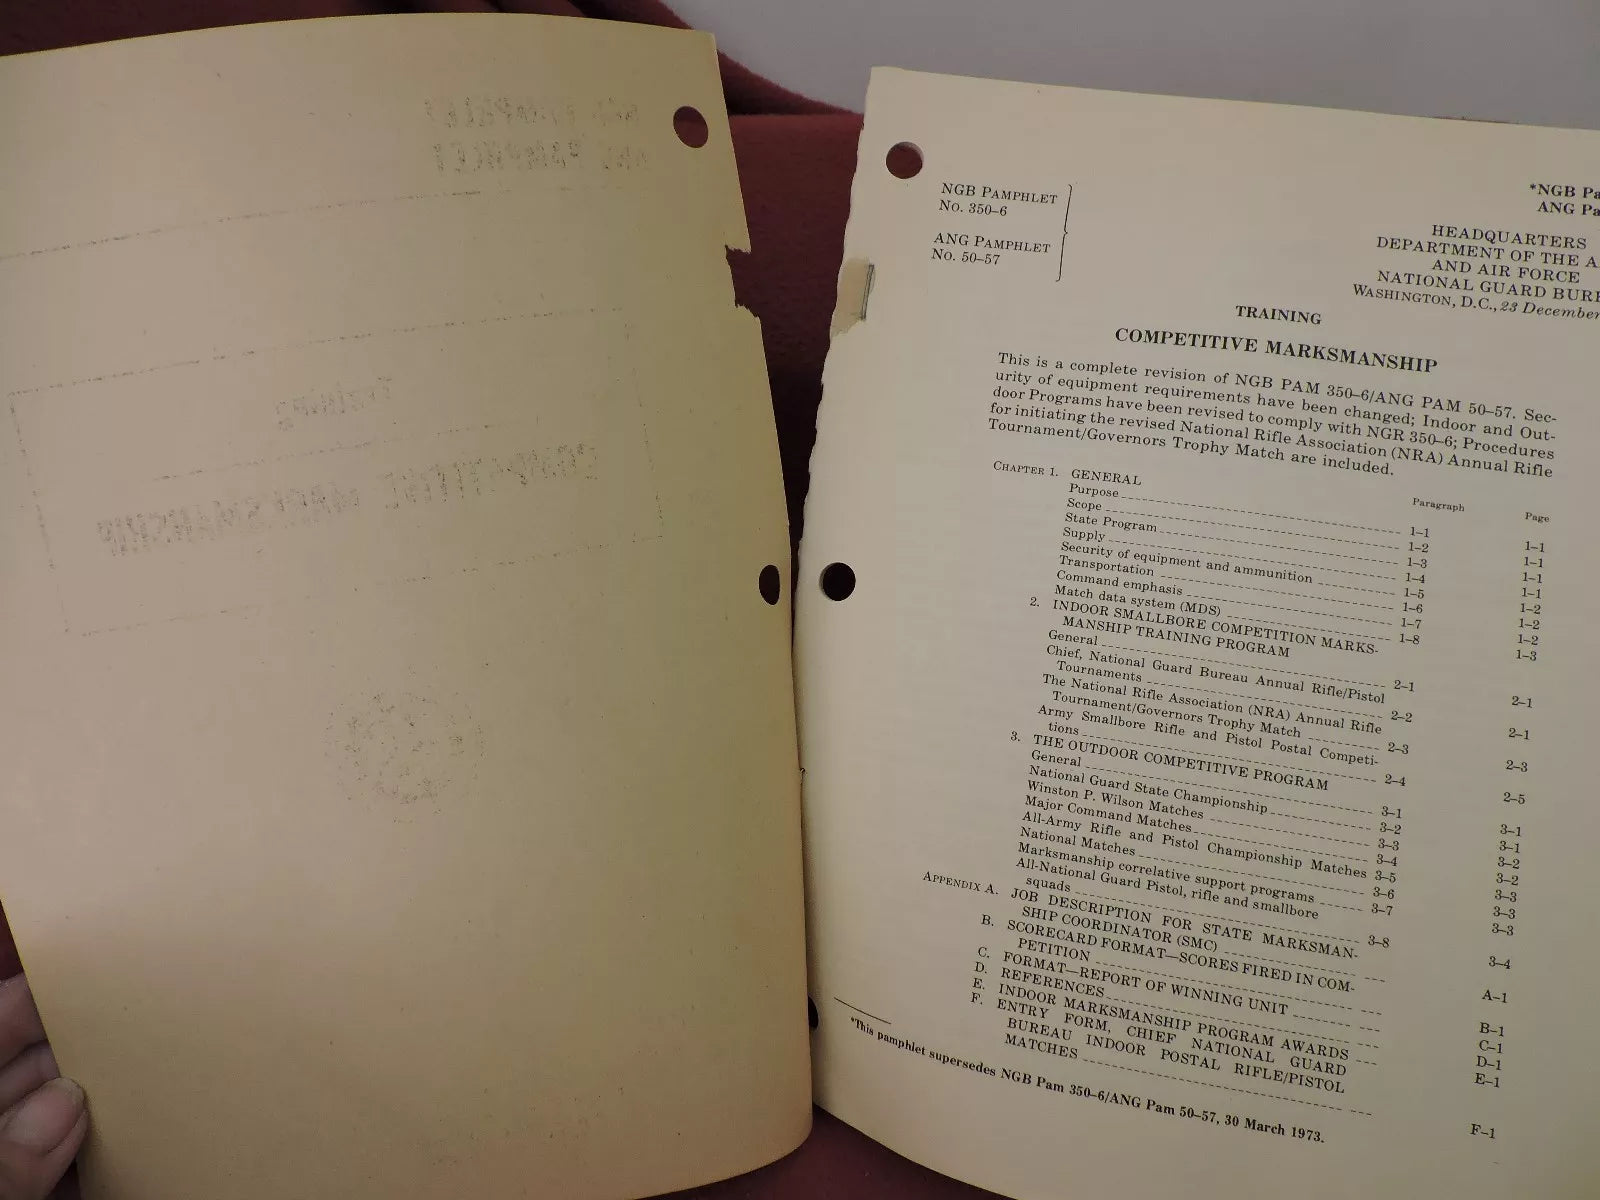 NGB PAMPHLET
ANG PAMPHLET
Training
COMPETITIVE MARKSMANSHIP
NGB PAMPHLET
No. 350–6
ANG PAMPHLET
No. 50–57
*NGB Pa
ANG Pa
HEADQUARTERS
DEPARTMENT OF THE A
AND AIR FORCE
NATIONAL GUARD BUR
WASHINGTON, D.C., 23 December
TRAINING
COMPETITIVE MARKSMANSHIP
This is a complete revision of NGB PAM 350–6/ANG PAM 50–57. Sec-
urity of equipment requirements have been changed; Indoor and Out-
door Programs have been revised to comply with NGR 350–6; Procedures
for initiating the revised National Rifle Association (NRA) Annual Rifle
Tournament/Governors Trophy Match are included.
Paragraph Page
CHAPTER 1. GENERAL
Purpose 1–1 1–1
Scope 1–2 1–1
State Program 1–3 1–1
Supply 1–4 1–1
Security of equipment and ammunition 1–5 1–2
Transportation 1–6 1–2
Command emphasis 1–7 1–2
Match data system (MDS) 1–8 1–3
2. INDOOR SMALLBORE COMPETITION MARKS-
MANSHIP TRAINING PROGRAM
General 2–1 2–1
Chief, National Guard Bureau Annual Rifle/Pistol
Tournaments 2–2 2–1
The National Rifle Association (NRA) Annual Rifle
Tournament/Governors Trophy Match 2–3 2–3
Army Smallbore Rifle and Pistol Postal Competi-
tions 2–4 2–5
3. THE OUTDOOR COMPETITIVE PROGRAM
General 3–1 3–1
National Guard State Championship 3–2 3–1
Winston P. Wilson Matches 3–3 3–2
Major Command Matches 3–4 3–2
All-Army Rifle and Pistol Championship Matches 3–5 3–3
National Matches 3–6 3–3
Marksmanship correlative support programs 3–7 3–3
All-National Guard Pistol, rifle and smallbore
squads 3–8 3–4
APPENDIX A. JOB DESCRIPTION FOR STATE MARKSMAN-
SHIP COORDINATOR (SMC) A–1
B. SCORECARD FORMAT—SCORES FIRED IN COM-
PETITION B–1
C. FORMAT—REPORT OF WINNING UNIT C–1
D. REFERENCES D–1
E. INDOOR MARKSMANSHIP PROGRAM AWARDS E–1
F. ENTRY FORM, CHIEF NATIONAL GUARD
BUREAU INDOOR POSTAL RIFLE/PISTOL
MATCHES F–1
*This pamphlet supersedes NGB Pam 350–6/ANG Pam 50–57, 30 March 1973.